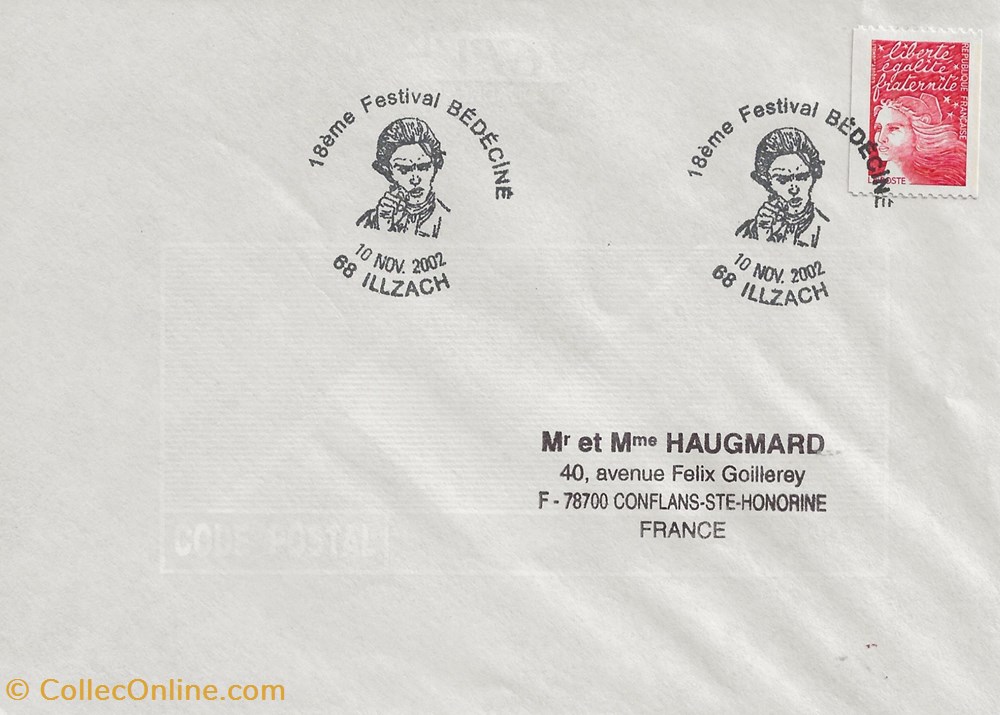 18ème Festival BÉDÉCINÉ
10 NOV. 2002
68 ILLZACH
18ème Festival BÉDÉCINÉ
10 NOV. 2002
68 ILLZACH
liberté
égalité
fraternité
RÉPUBLIQUE FRANÇAISE
LA POSTE
Mr et Mme HAUGMARD
40, avenue Felix Goillerey
F - 78700 CONFLANS-STE-HONORINE
FRANCE
CODE POSTAL
© CollecOnline.com